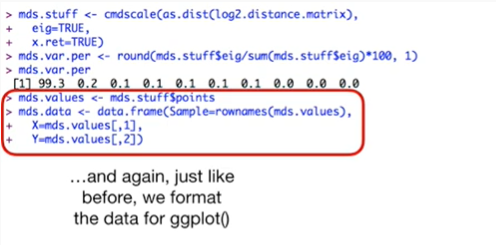 > mds.stuff <- cmdscale(as.dist(log2.distance.matrix),
+   eig=TRUE,
+   x.ret=TRUE)
> mds.var.per <- round(mds.stuff$eig/sum(mds.stuff$eig)*100, 1)
> mds.var.per
[1] 99.3 0.2 0.1 0.1 0.1 0.1 0.1 0.0 0.0 0.0
> mds.values <- mds.stuff$points
> mds.data <- data.frame(Sample=rownames(mds.values),
+   X=mds.values[,1],
+   Y=mds.values[,2])
…and again, just like
before, we format
the data for ggplot()